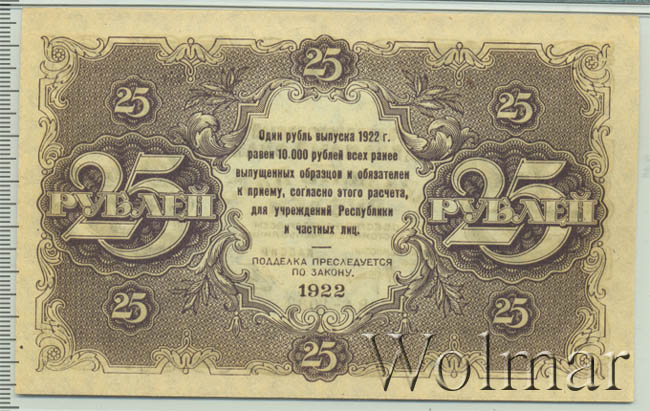 25
25
25
Один рубль выпуска 1922 г.
равен 10.000 рублей всех ранее
выпущенных образцов и обязателен
к приему, согласно этого расчета,
для учреждений Республики
и частных лиц.
25
РУБЛЕЙ
25
РУБЛЕЙ
ПОДДЕЛКА ПРЕСЛЕДУЕТСЯ
ПО ЗАКОНУ.
1922
25
25
25
Wolmar